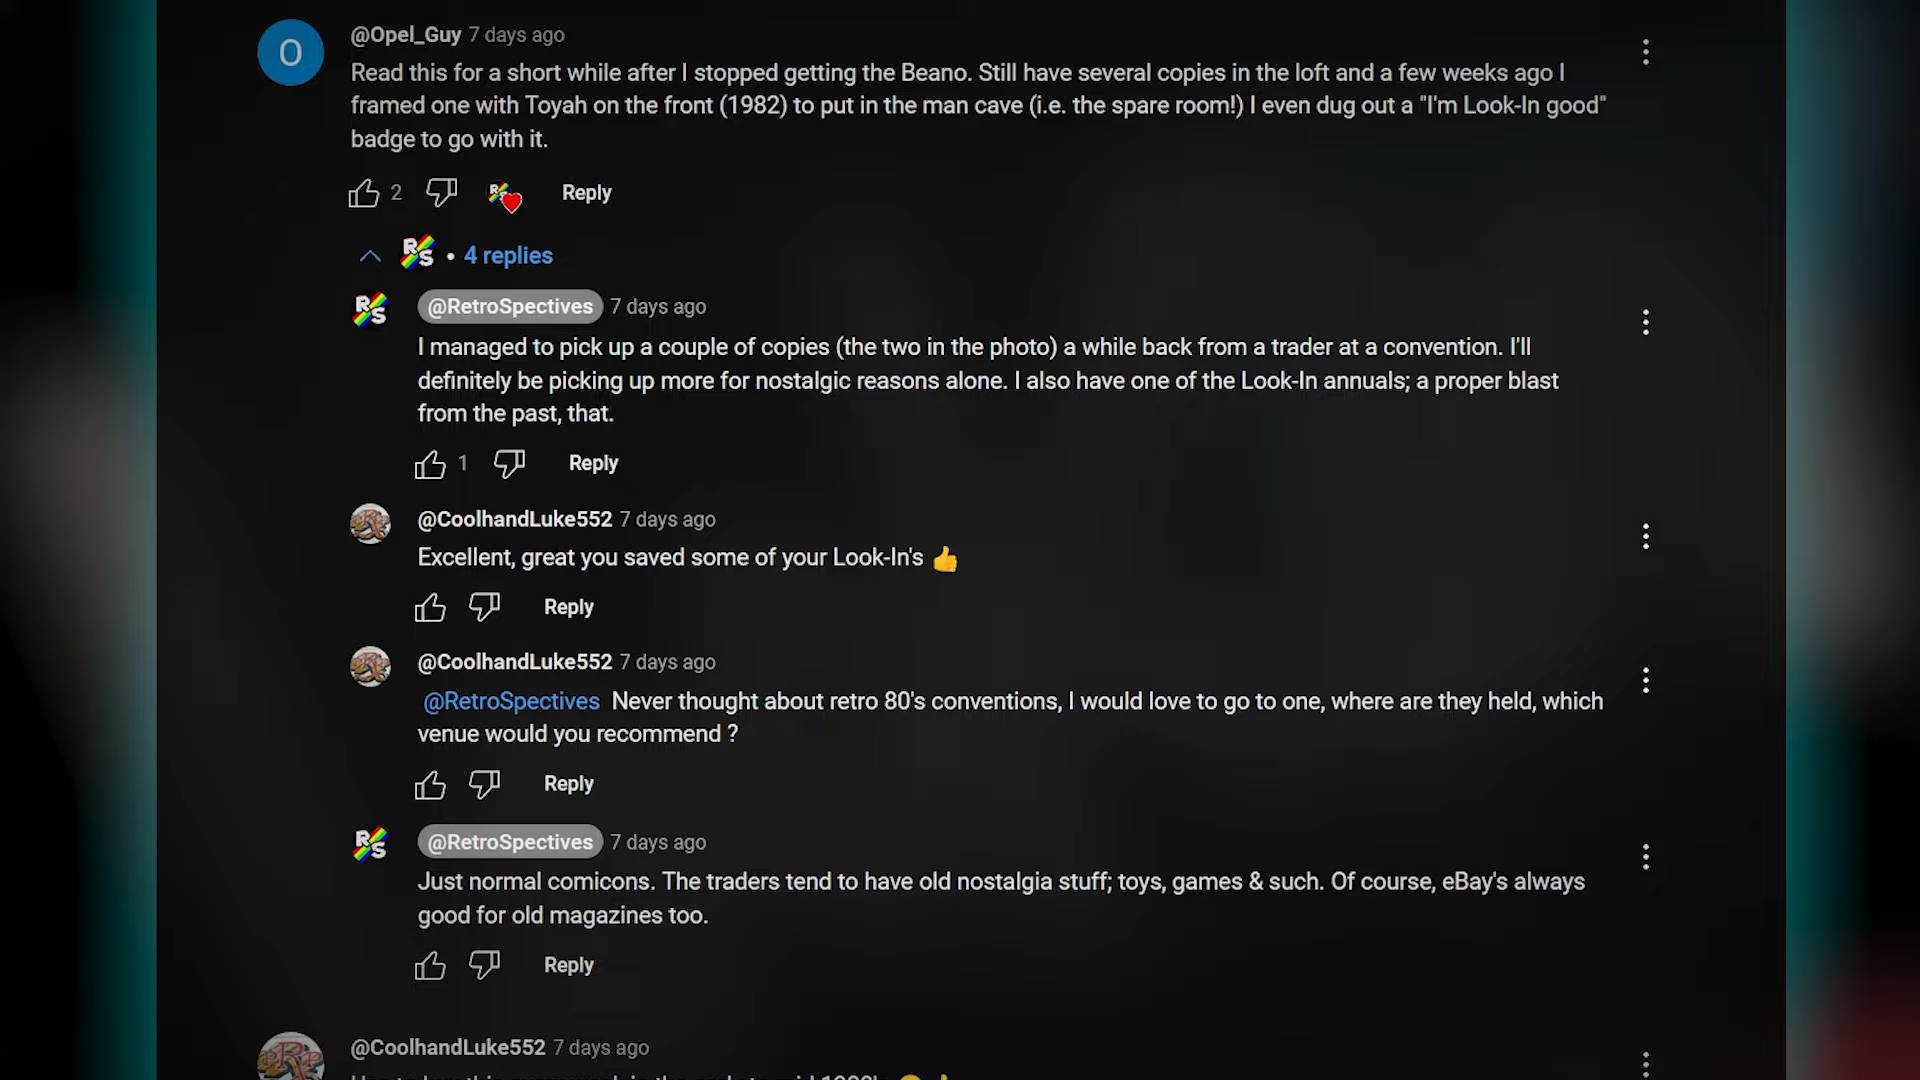 O
@Opel_Guy 7 days ago
Read this for a short while after I stopped getting the Beano. Still have several copies in the loft and a few weeks ago I
framed one with Toyah on the front (1982) to put in the man cave (i.e. the spare room!) I even dug out a "I'm Look-In good"
badge to go with it.
2 Reply
RS • 4 replies
RS @RetroSpectives 7 days ago
I managed to pick up a couple of copies (the two in the photo) a while back from a trader at a convention. I'll
definitely be picking up more for nostalgic reasons alone. I also have one of the Look-In annuals; a proper blast
from the past, that.
1 Reply
@CoolhandLuke552 7 days ago
Excellent, great you saved some of your Look-In's 👍
Reply
@CoolhandLuke552 7 days ago
@RetroSpectives Never thought about retro 80's conventions, I would love to go to one, where are they held, which
venue would you recommend ?
Reply
RS @RetroSpectives 7 days ago
Just normal comicons. The traders tend to have old nostalgia stuff; toys, games & such. Of course, eBay's always
good for old magazines too.
Reply
@CoolhandLuke552 7 days ago